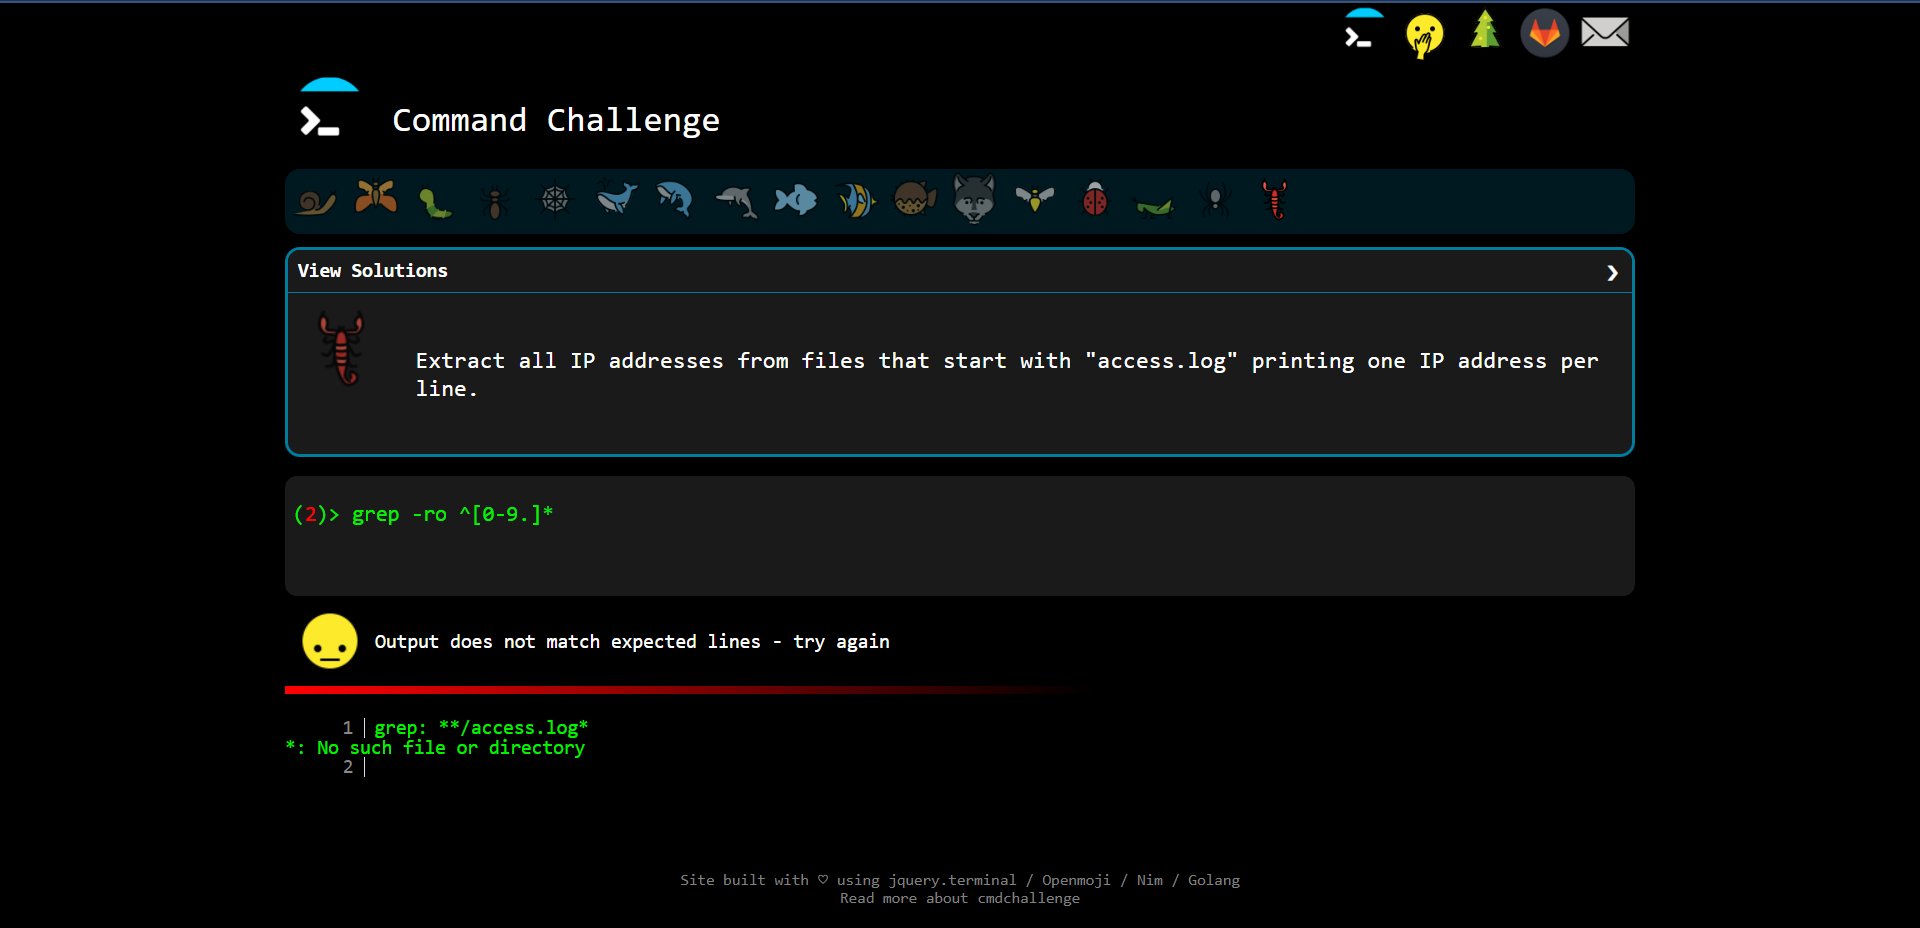 Command Challenge
View Solutions ❯
Extract all IP addresses from files that start with "access.log" printing one IP address per
line.
(2)> grep -ro ^[0-9.]*
Output does not match expected lines - try again
1 grep: **/access.log*
*: No such file or directory
2
Site built with ♡ using jquery.terminal / Openmoji / Nim / Golang
Read more about cmdchallenge